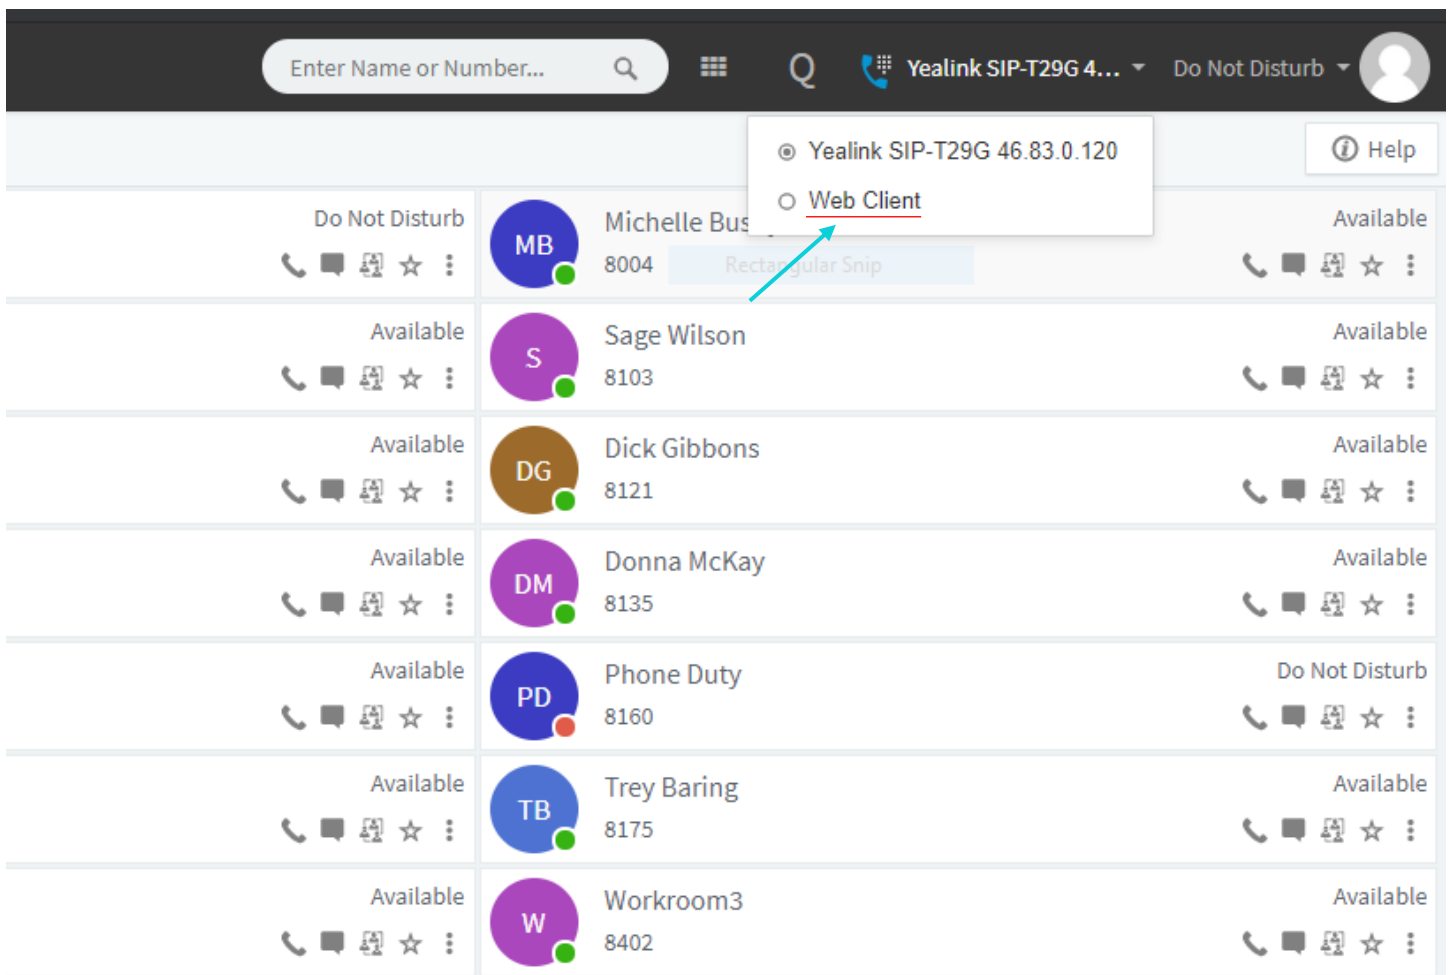 Enter Name or Number...
Q
Yealink SIP-T29G 4...
Do Not Disturb
Yealink SIP-T29G 46.83.0.120
Web Client
Help
Do Not Disturb
MB
Michelle
8004
Rectangular Snip
Available
Available
S
Sage Wilson
8103
Available
Available
DG
Dick Gibbons
8121
Available
Available
DM
Donna McKay
8135
Available
Available
PD
Phone Duty
8160
Do Not Disturb
Available
TB
Trey Baring
8175
Available
Available
W
Workroom3
8402
Available